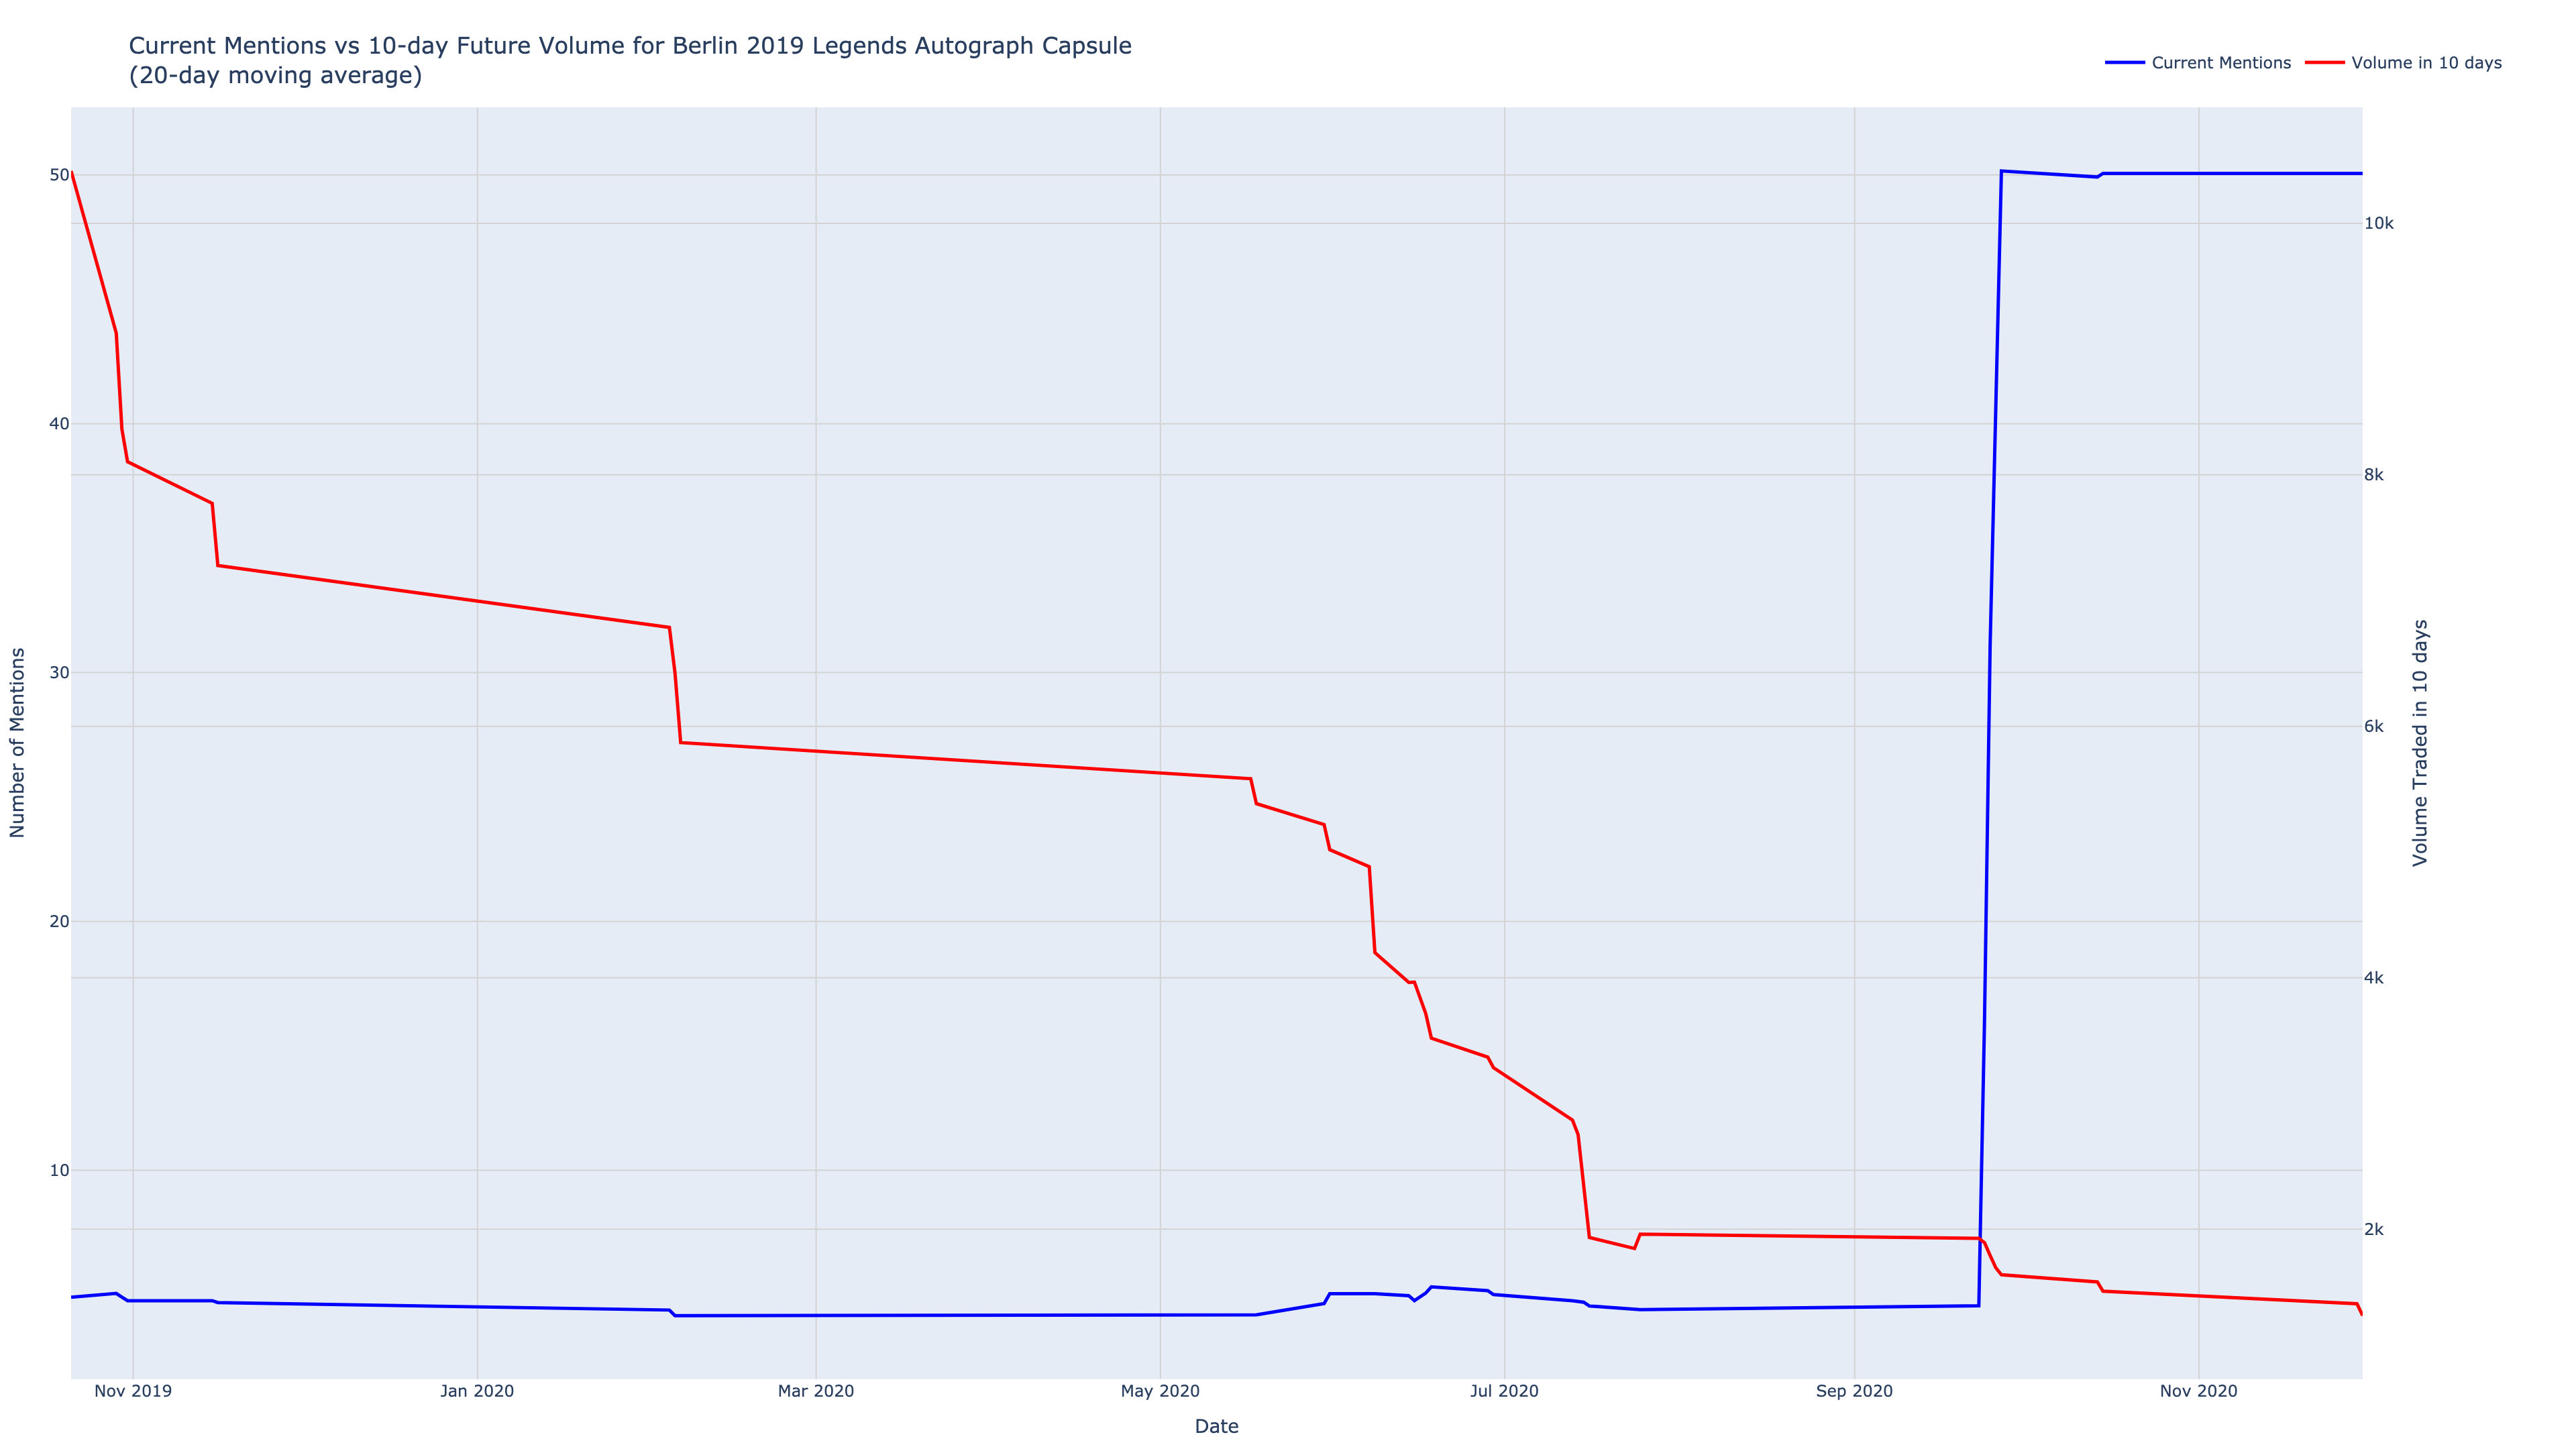 Current Mentions vs 10-day Future Volume for Berlin 2019 Legends Autograph Capsule
(20-day moving average)
Current Mentions
Volume in 10 days
50
40
30
20
10
Number of Mentions
10k
8k
6k
4k
2k
Volume Traded in 10 days
Nov 2019
Jan 2020
Mar 2020
May 2020
Jul 2020
Sep 2020
Nov 2020
Date